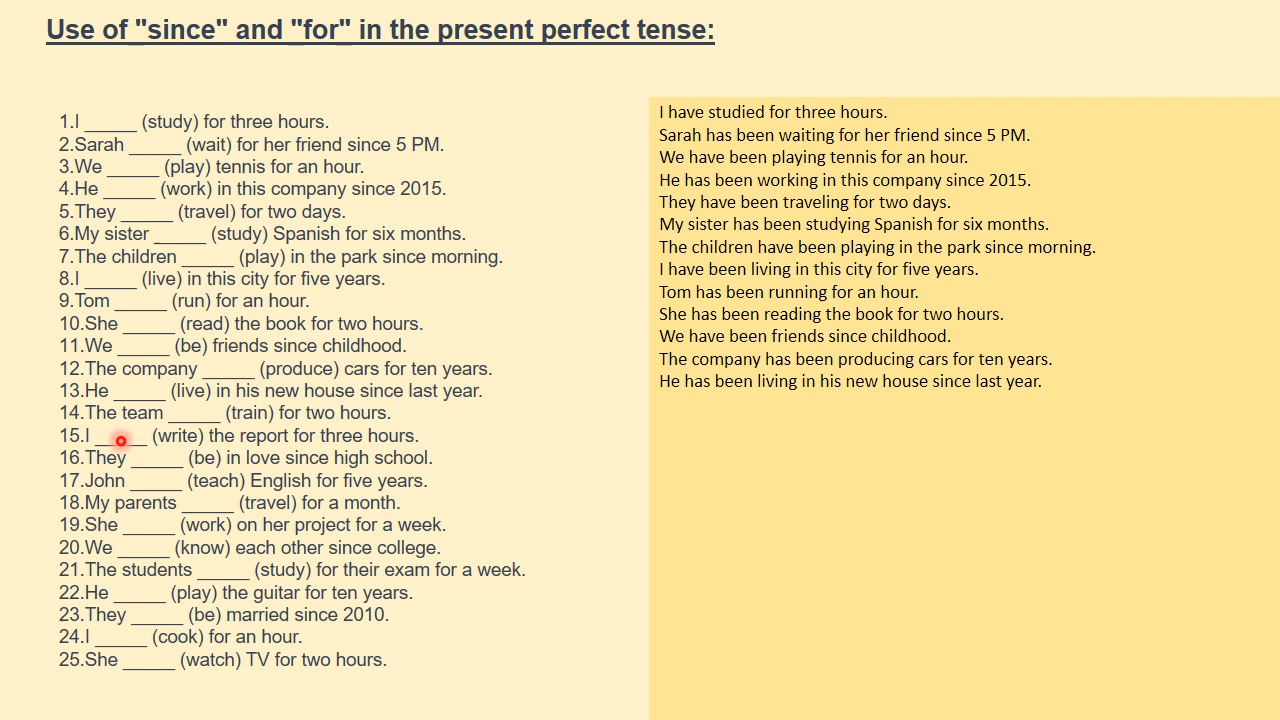 Use of "since" and "for" in the present perfect tense:
1.I _____ (study) for three hours.
2.Sarah _____ (wait) for her friend since 5 PM.
3.We _____ (play) tennis for an hour.
4.He _____ (work) in this company since 2015.
5.They _____ (travel) for two days.
6.My sister _____ (study) Spanish for six months.
7.The children _____ (play) in the park since morning.
8.I _____ (live) in this city for five years.
9.Tom _____ (run) for an hour.
10.She _____ (read) the book for two hours.
11.We _____ (be) friends since childhood.
12.The company _____ (produce) cars for ten years.
13.He _____ (live) in his new house since last year.
14.The team _____ (train) for two hours.
15.I _____ (write) the report for three hours.
16.They _____ (be) in love since high school.
17.John _____ (teach) English for five years.
18.My parents _____ (travel) for a month.
19.She _____ (work) on her project for a week.
20.We _____ (know) each other since college.
21.The students _____ (study) for their exam for a week.
22.He _____ (play) the guitar for ten years.
23.They _____ (be) married since 2010.
24.I _____ (cook) for an hour.
25.She _____ (watch) TV for two hours.
I have studied for three hours.
Sarah has been waiting for her friend since 5 PM.
We have been playing tennis for an hour.
He has been working in this company since 2015.
They have been traveling for two days.
My sister has been studying Spanish for six months.
The children have been playing in the park since morning.
I have been living in this city for five years.
Tom has been running for an hour.
She has been reading the book for two hours.
We have been friends since childhood.
The company has been producing cars for ten years.
He has been living in his new house since last year.